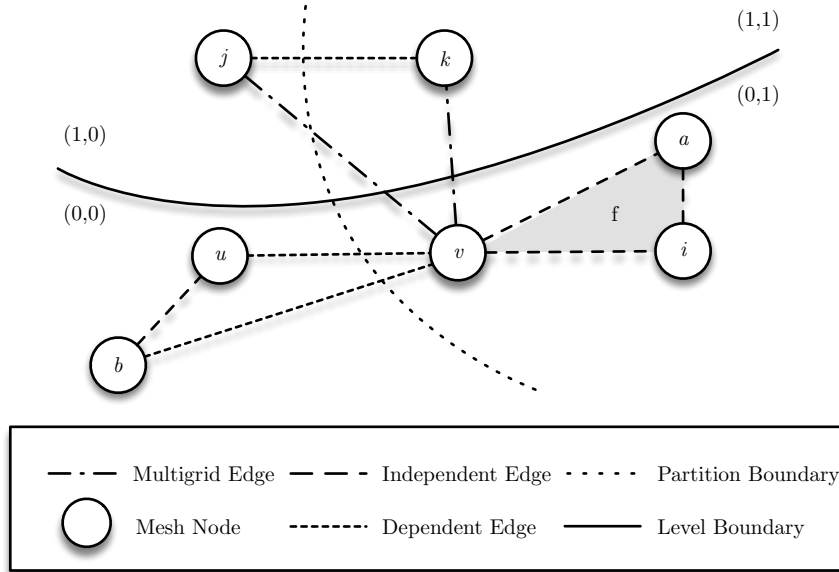 (1,1)
j
k
(0,1)
(1,0)
a
(0,0)
f
u
v
i
b
Multigrid Edge
Independent Edge
Partition Boundary
Mesh Node
Dependent Edge
Level Boundary